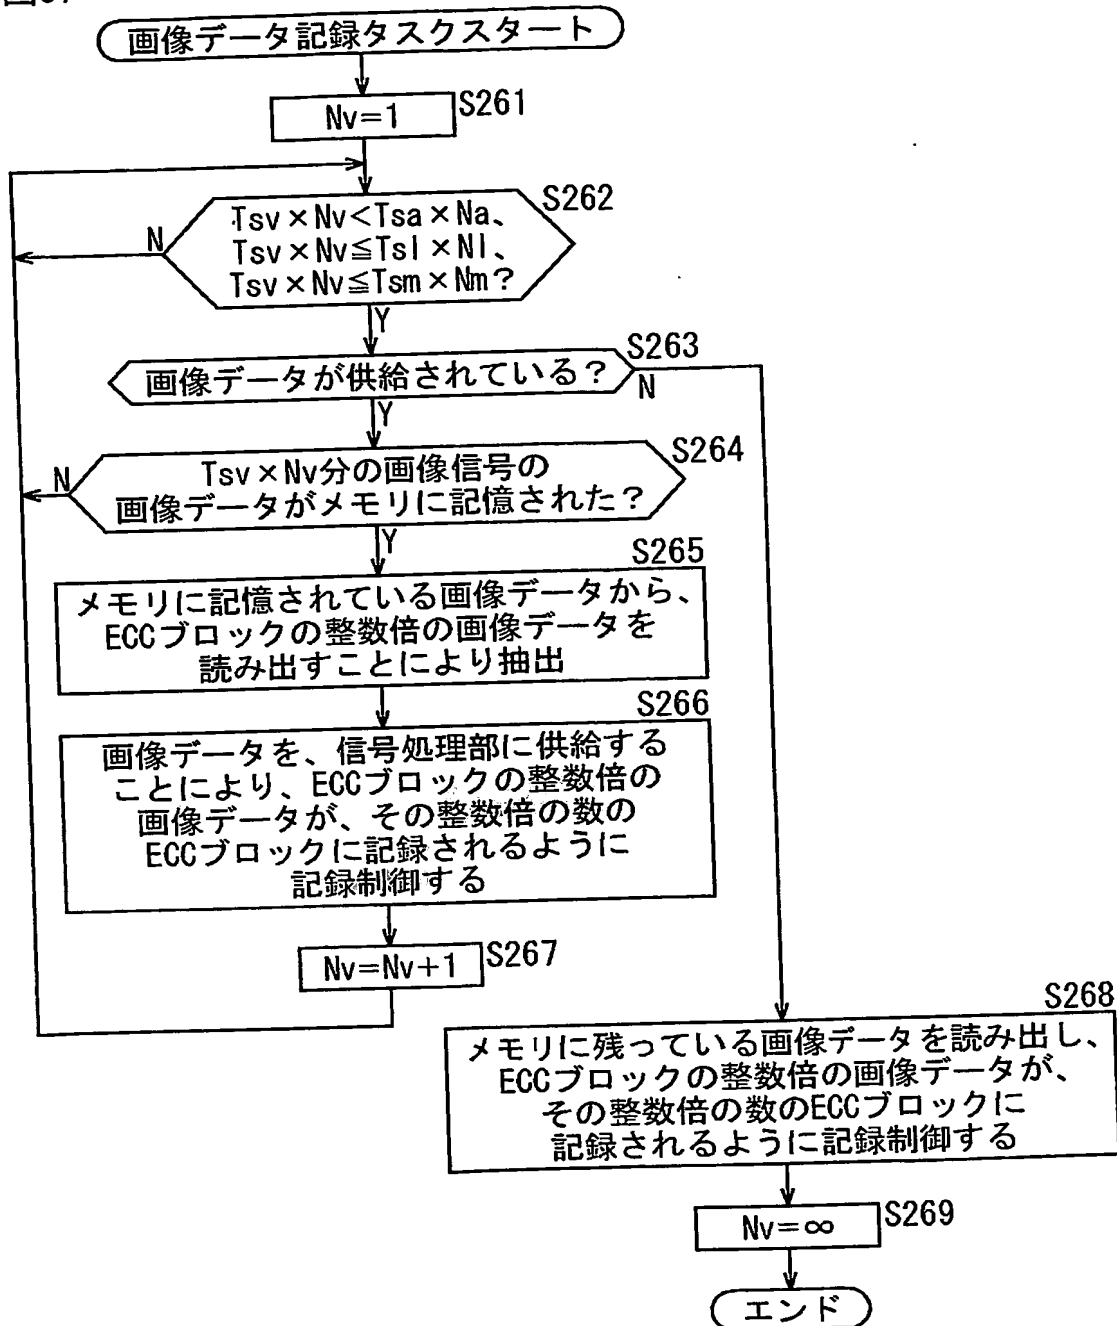 画像データ記録タスクスタート
Nv=1
S261
S262
Tsv×Nv<Tsa×Na、
Tsv×Nv≦Tsl×Nl、
Tsv×Nv≦Tsm×Nm?
N
Y
S263
画像データが供給されている?
N
Y
S264
Tsv×Nv分の画像信号の
画像データがメモリに記憶された?
N
Y
S265
メモリに記憶されている画像データから、
ECCブロックの整数倍の画像データを
読み出すことにより抽出
S266
画像データを、信号処理部に供給する
ことにより、ECCブロックの整数倍の
画像データが、その整数倍の数の
ECCブロックに記録されるように
記録制御する
Nv=Nv+1
S267
S268
メモリに残っている画像データを読み出し、
ECCブロックの整数倍の画像データが、
その整数倍の数のECCブロックに
記録されるように記録制御する
Nv=∞
S269
エンド